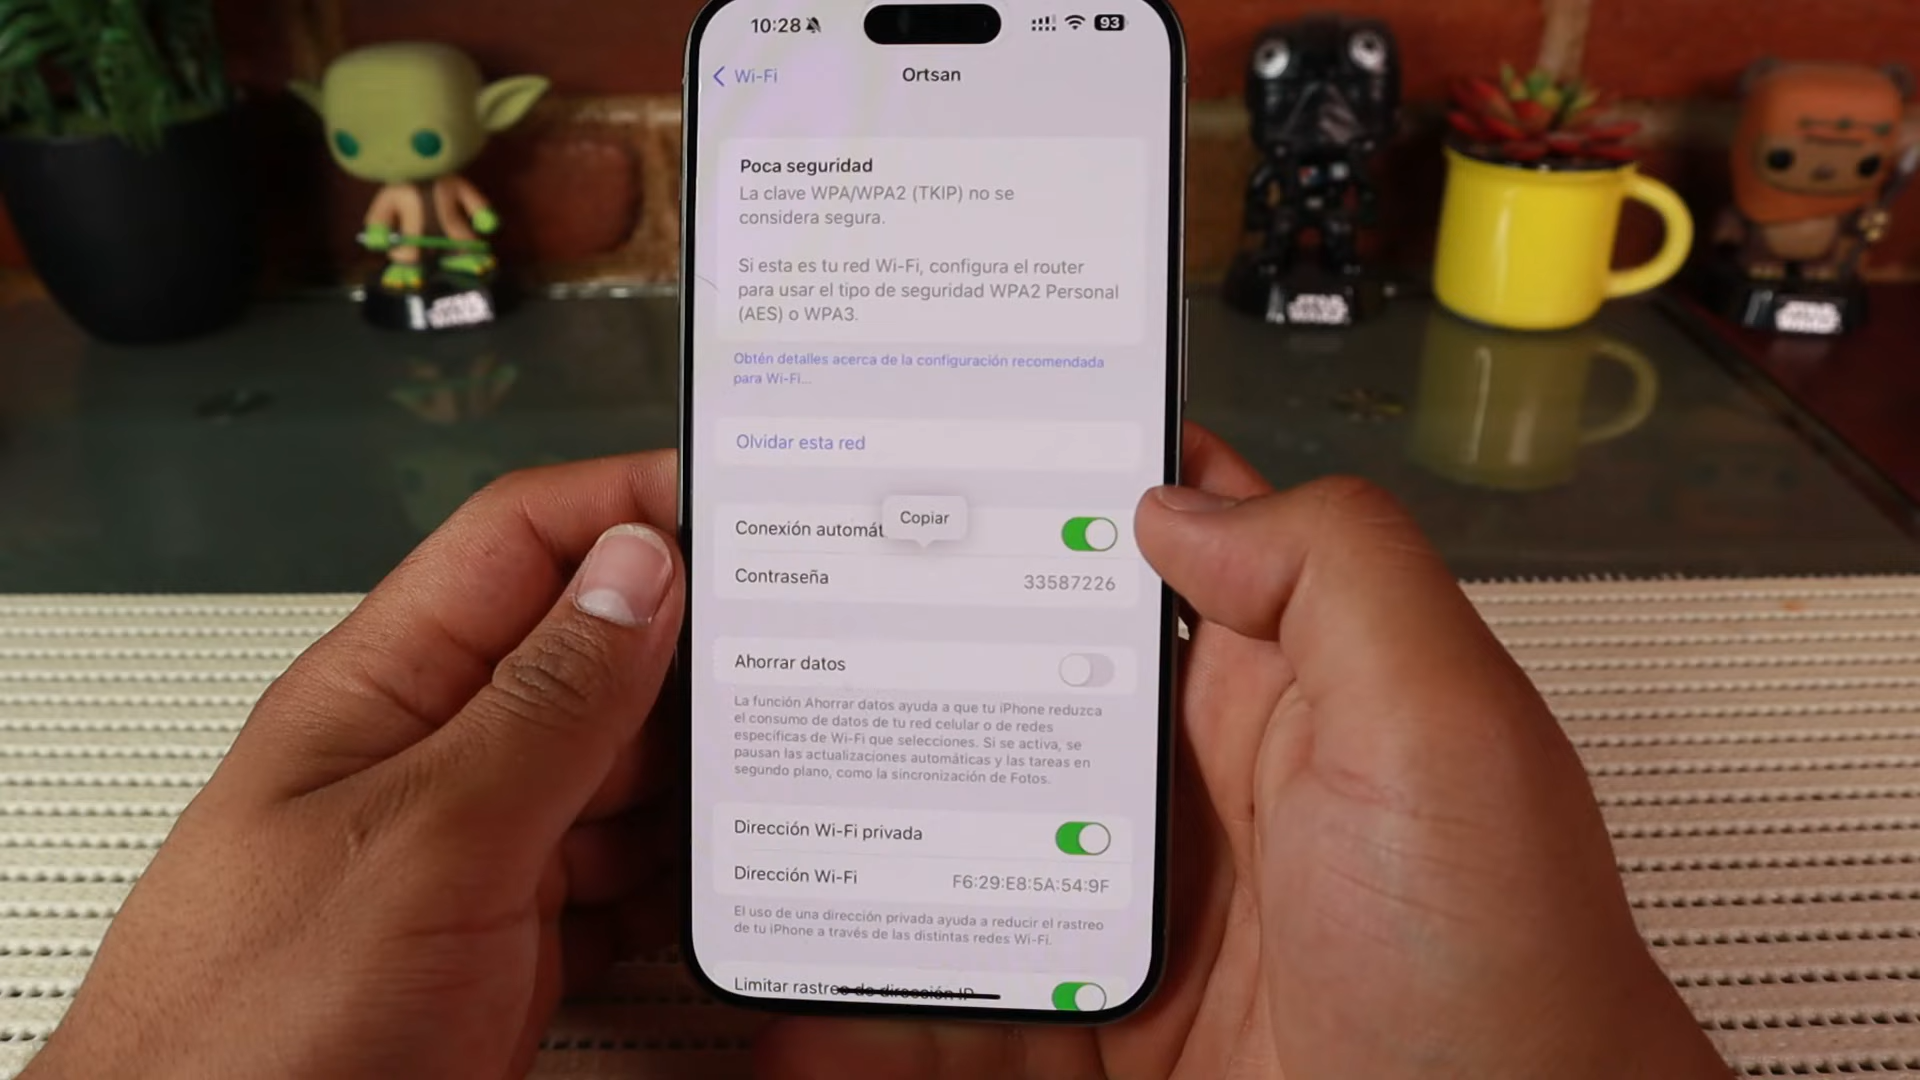 10:28
93
Wi-Fi
Ortsan
Poca seguridad
La clave WPA/WPA2 (TKIP) no se
considera segura.
Si esta es tu red Wi-Fi, configura el router
para usar el tipo de seguridad WPA2 Personal
(AES) o WPA3.
Obtén detalles acerca de la configuración recomendada
para Wi-Fi...
Olvidar esta red
Copiar
Conexión automát
Contraseña 33587226
Ahorrar datos
La función Ahorrar datos ayuda a que tu iPhone reduzca
el consumo de datos de tu red celular o de redes
específicas de Wi-Fi que selecciones. Si se activa, se
pausan las actualizaciones automáticas y las tareas en
segundo plano, como la sincronización de Fotos.
Dirección Wi-Fi privada
Dirección Wi-Fi F6:29:E8:5A:54:9F
El uso de una dirección privada ayuda a reducir el rastreo
de tu iPhone a través de las distintas redes Wi-Fi.
Limitar rastreo de dirección IP
STAR WARS
STAR WARS
STAR WARS